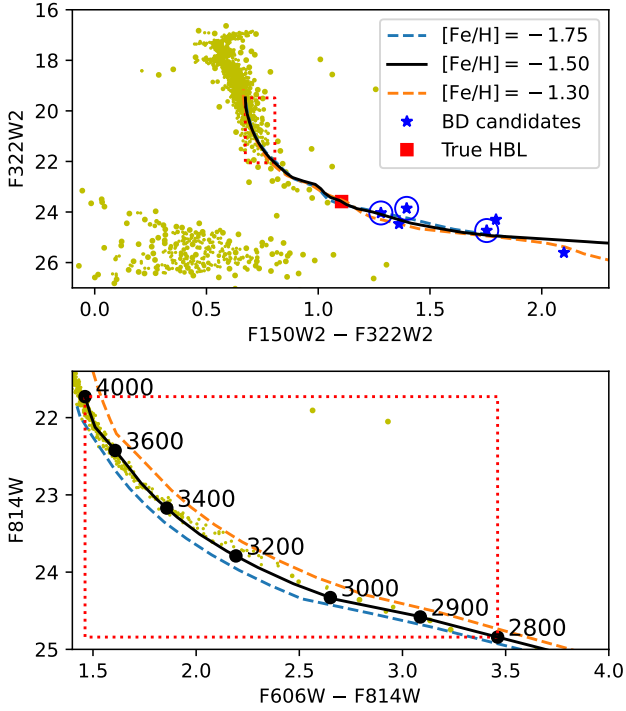 16
18
20
22
24
26
F322W2
[Fe/H] = −1.75
[Fe/H] = −1.50
[Fe/H] = −1.30
BD candidates
True HBL
0.0 0.5 1.0 1.5 2.0
F150W2 − F322W2
22
23
24
25
F814W
4000
3600
3400
3200
3000
2900
2800
1.5 2.0 2.5 3.0 3.5 4.0
F606W − F814W